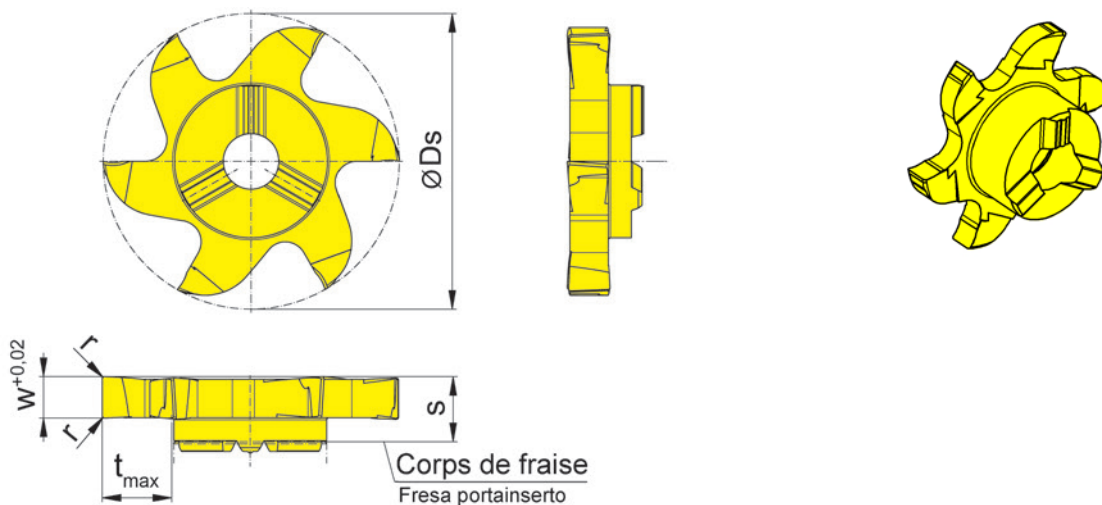 ØDs
r
w+0,02
r
s
tmax
Corps de fraise
Fresa portainserto